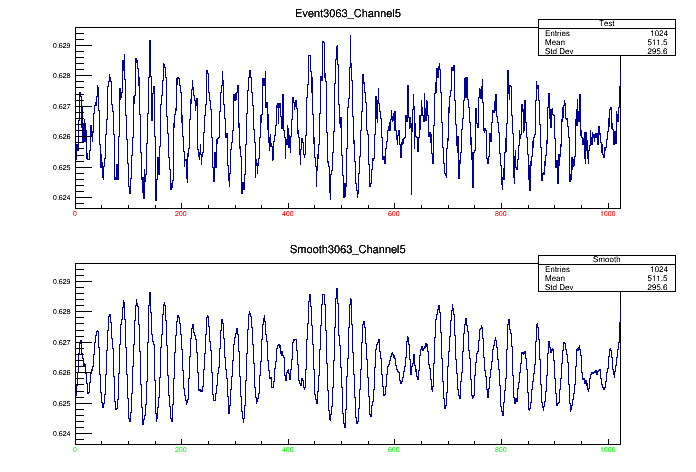 Event3063_Channel5
Test
Entries 1024
Mean 511.5
Std Dev 295.6
0.629
0.628
0.627
0.626
0.625
0.624
0 200 400 600 800 1000
Smooth3063_Channel5
Smooth
Entries 1024
Mean 511.5
Std Dev 295.6
0.629
0.628
0.627
0.626
0.625
0.624
0 200 400 600 800 1000